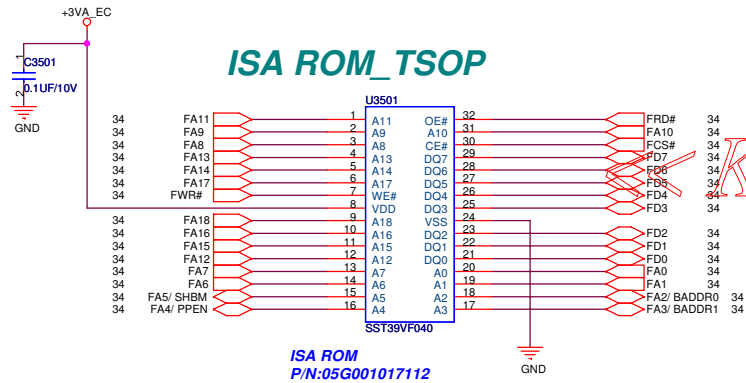 +3VA_EC
1
C3501
2
0.1UF/10V
GND
ISA ROM_TSOP
U3501
34 FA11 1 A11 OE# 32 FRD# 34
34 FA9 2 A9 A10 31 FA10 34
34 FA8 3 A8 CE# 30 FCS# 34
34 FA13 4 A13 DQ7 29 FD7 34
34 FA14 5 A14 DQ6 28 FD6 34
34 FA17 6 A17 DQ5 27 FD5 34
34 FWR# 7 WE# DQ4 26 FD4 34
8 VDD DQ3 25 FD3 34
34 FA18 9 A18 VSS 24
34 FA16 10 A16 DQ2 23 FD2 34
34 FA15 11 A15 DQ1 22 FD1 34
34 FA12 12 A12 DQ0 21 FD0 34
34 FA7 13 A7 A0 20 FA0 34
34 FA6 14 A6 A1 19 FA1 34
34 FA5/ SHBM 15 A5 A2 18 FA2/ BADDR0 34
34 FA4/ PPEN 16 A4 A3 17 FA3/ BADDR1 34
SST39VF040
GND
ISA ROM
P/N:05G001017112